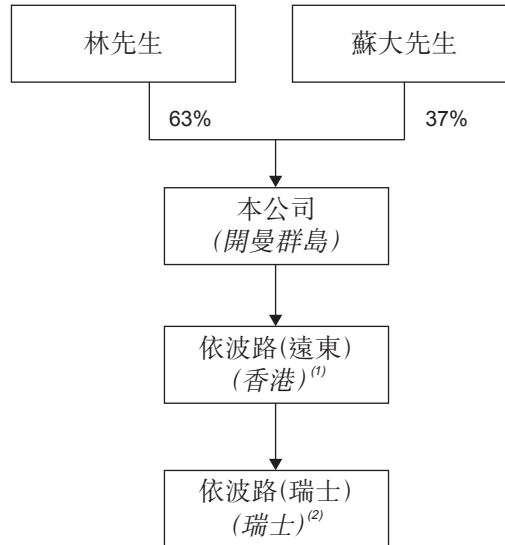 林先生
蘇大先生
63%
37%
本公司
(開曼群島)
依波路(遠東)
(香港)(1)
依波路(瑞士)
(瑞士)(2)